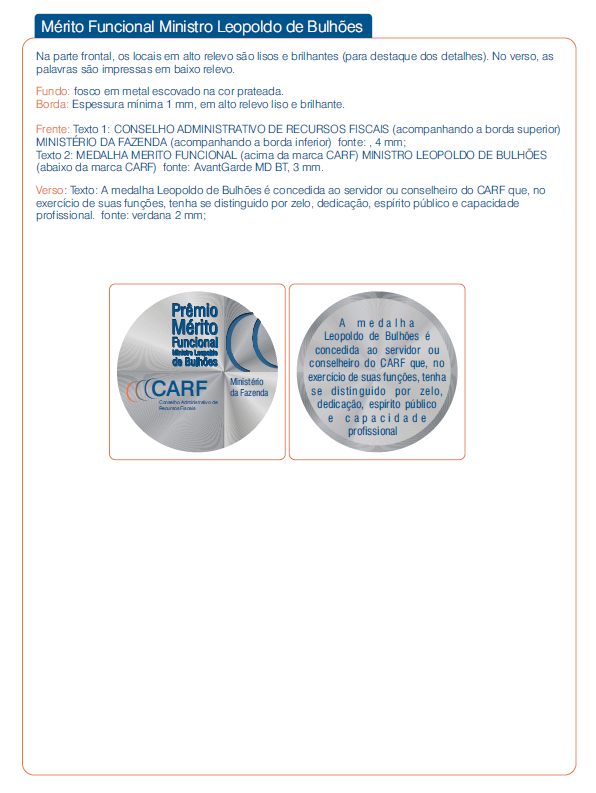 Mérito Funcional Ministro Leopoldo de Bulhões
Na parte frontal, os locais em alto relevo são lisos e brilhantes (para destaque dos detalhes). No verso, as
palavras são impressas em baixo relevo.
Fundo: fosco em metal escovado na cor prateada.
Borda: Espessura mínima 1 mm, em alto relevo liso e brilhante.
Frente: Texto 1: CONSELHO ADMINISTRATIVO DE RECURSOS FISCAIS (acompanhando a borda superior)
MINISTÉRIO DA FAZENDA (acompanhando a borda inferior) fonte: , 4 mm;
Texto 2: MEDALHA MERITO FUNCIONAL (acima da marca CARF) MINISTRO LEOPOLDO DE BULHÕES
(abaixo da marca CARF) fonte: AvantGarde MD BT, 3 mm.
Verso: Texto: A medalha Leopoldo de Bulhões é concedida ao servidor ou conselheiro do CARF que, no
exercício de suas funções, tenha se distinguido por zelo, dedicação, espírito público e capacidade
profissional. fonte: verdana 2 mm;
Prêmio
Mérito
Funcional
Ministro Leopoldo
de Bulhões
CARF
Conselho Administrativo de
Recursos Fiscais
Ministério
da Fazenda
A medalha
Leopoldo de Bulhões é
concedida ao servidor ou
conselheiro do CARF que, no
exercício de suas funções, tenha
se distinguido por zelo,
dedicação, espírito público
e capacidade
profissional